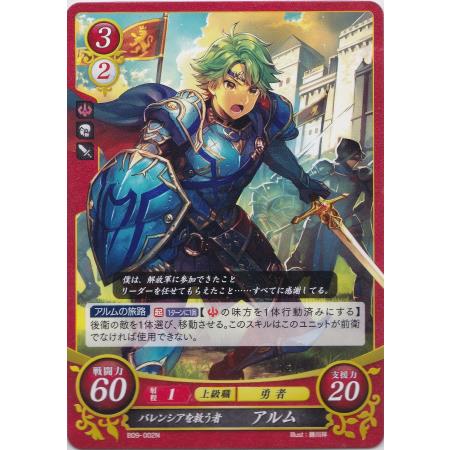 3
2
僕は、解放軍に参加できたこと
リーダーを任せてもらえたこと……すべてに感謝してる。
アルムの旅路 起 1ターンに1回 【の味方を1体行動済みにする】
後衛の敵を1体選び、移動させる。このスキルはこのユニットが前衛
でなければ使用できない。
戦闘力
60
射程 1 上級職 勇者
支援力
20
バレンシアを救う者 アルム
B09-002N